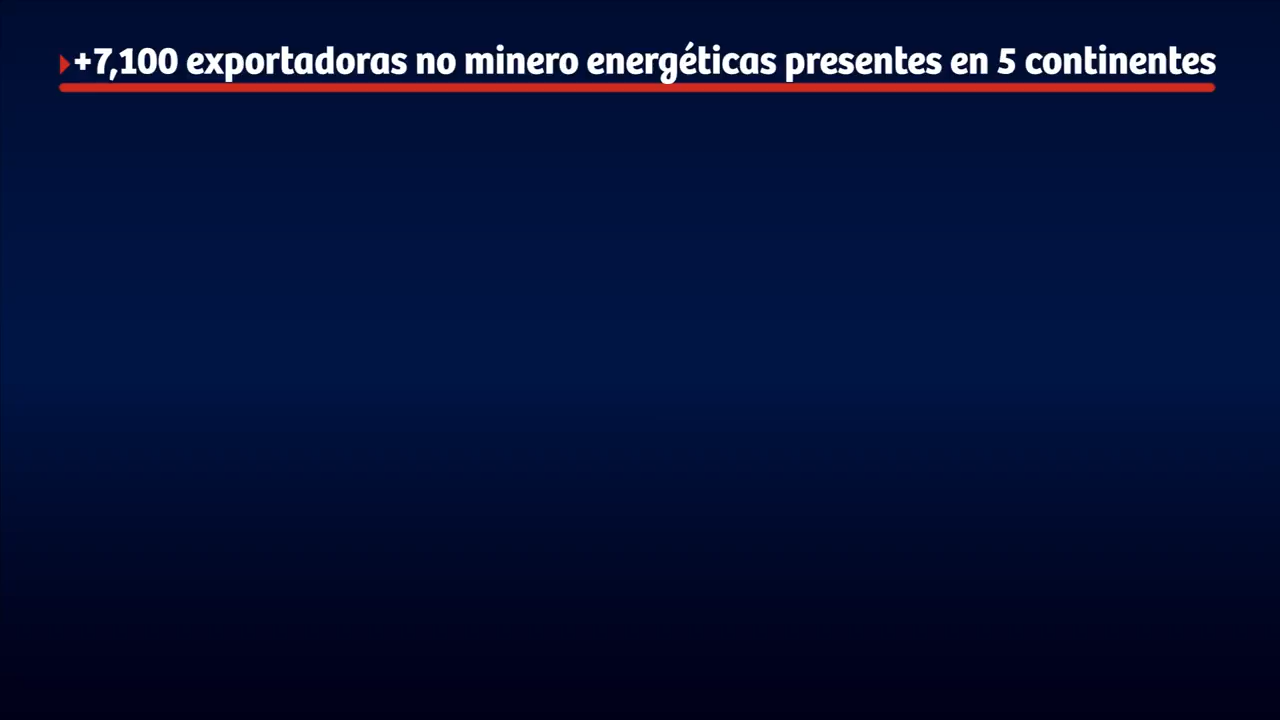 +7,100 exportadoras no minero energéticas presentes en 5 continentes